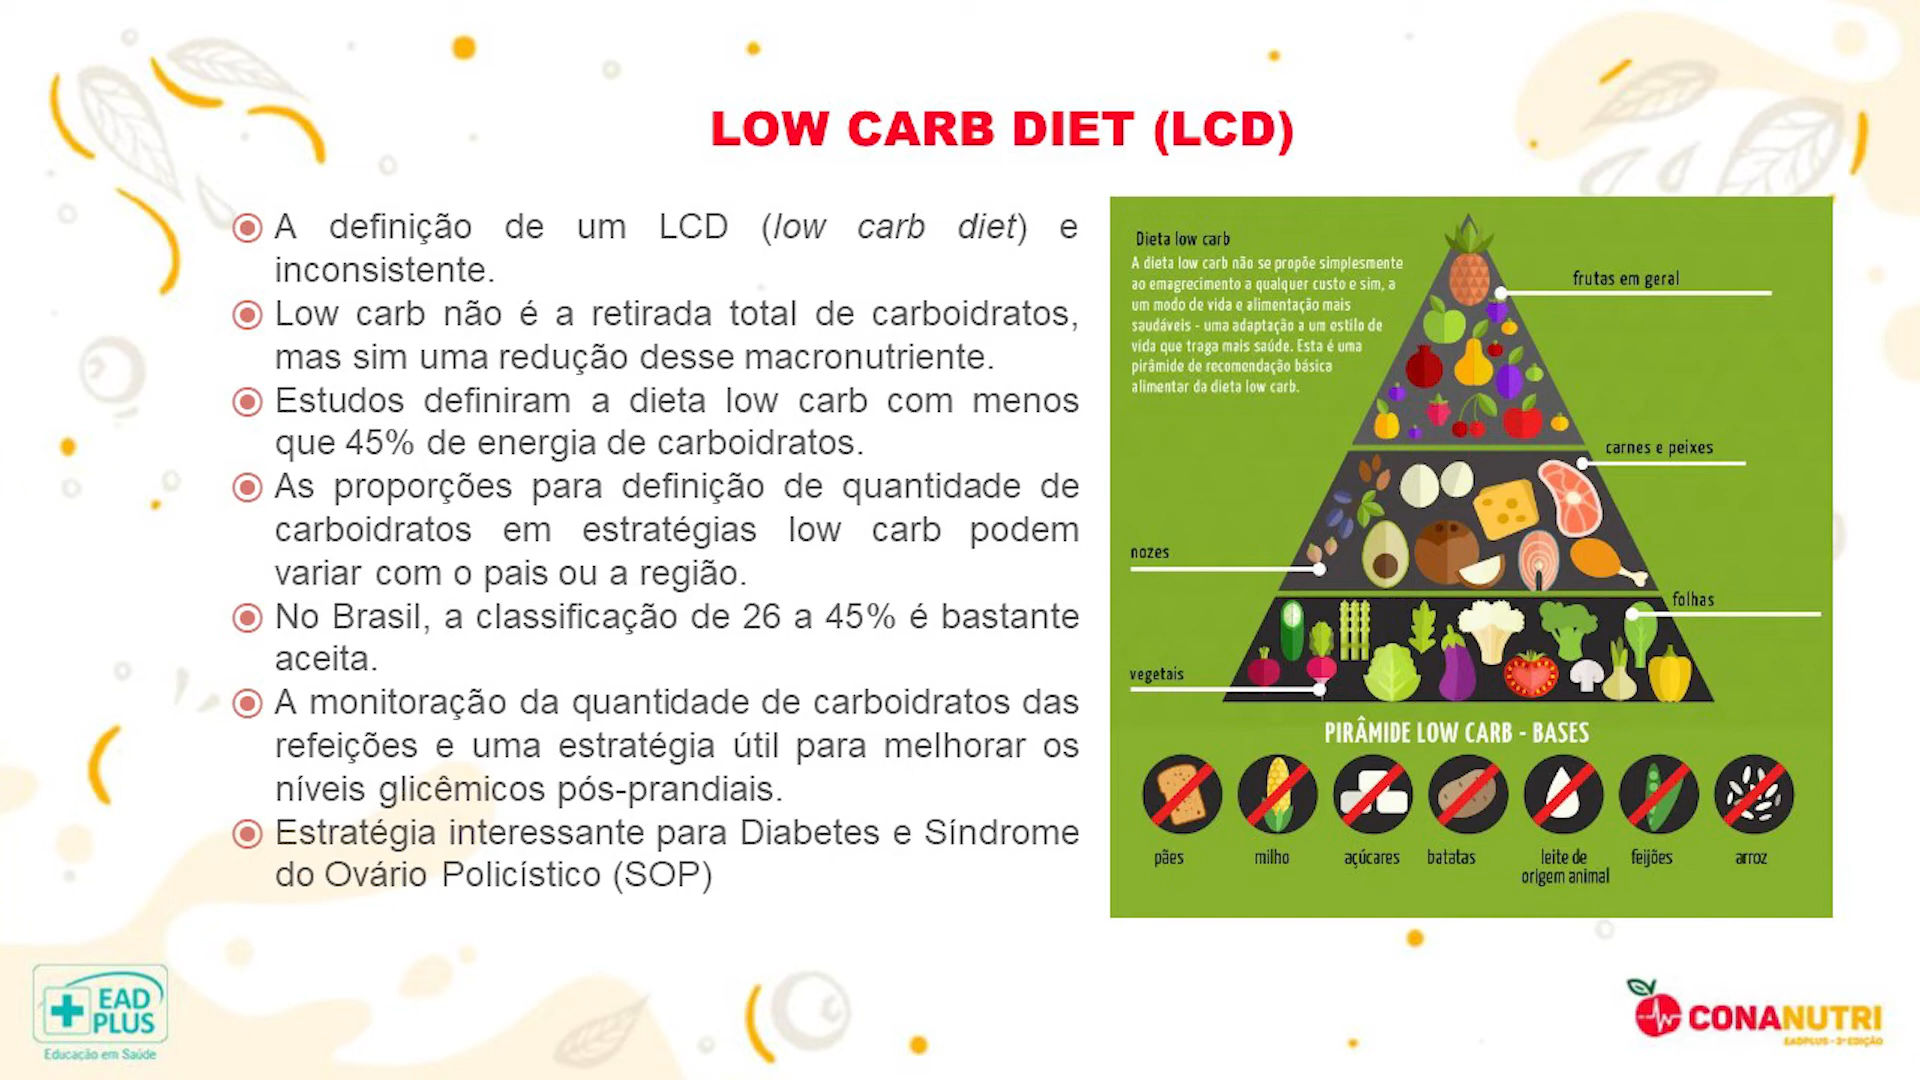 LOW CARB DIET (LCD)
A definição de um LCD (low carb diet) e
inconsistente.
Low carb não é a retirada total de carboidratos,
mas sim uma redução desse macronutriente.
Estudos definiram a dieta low carb com menos
que 45% de energia de carboidratos.
As proporções para definição de quantidade de
carboidratos em estratégias low carb podem
variar com o pais ou a região.
No Brasil, a classificação de 26 a 45% é bastante
aceita.
A monitoração da quantidade de carboidratos das
refeições e uma estratégia útil para melhorar os
níveis glicêmicos pós-prandiais.
Estratégia interessante para Diabetes e Síndrome
do Ovário Policístico (SOP)
Dieta low carb
A dieta low carb não se propõe simplesmente
ao emagrecimento a qualquer custo e sim, a
um modo de vida e alimentação mais
saudáveis - uma adaptação a um estilo de
vida que traga mais saúde. Esta é uma
pirâmide de recomendação básica
alimentar da dieta low carb.
frutas em geral
carnes e peixes
nozes
folhas
vegetais
PIRÂMIDE LOW CARB - BASES
pães
milho
açúcares
batatas
leite de
origem animal
feijões
arroz
EAD
PLUS
Educação em Saúde
CONANUTRI
EADPLUS - 3ª EDIÇÃO